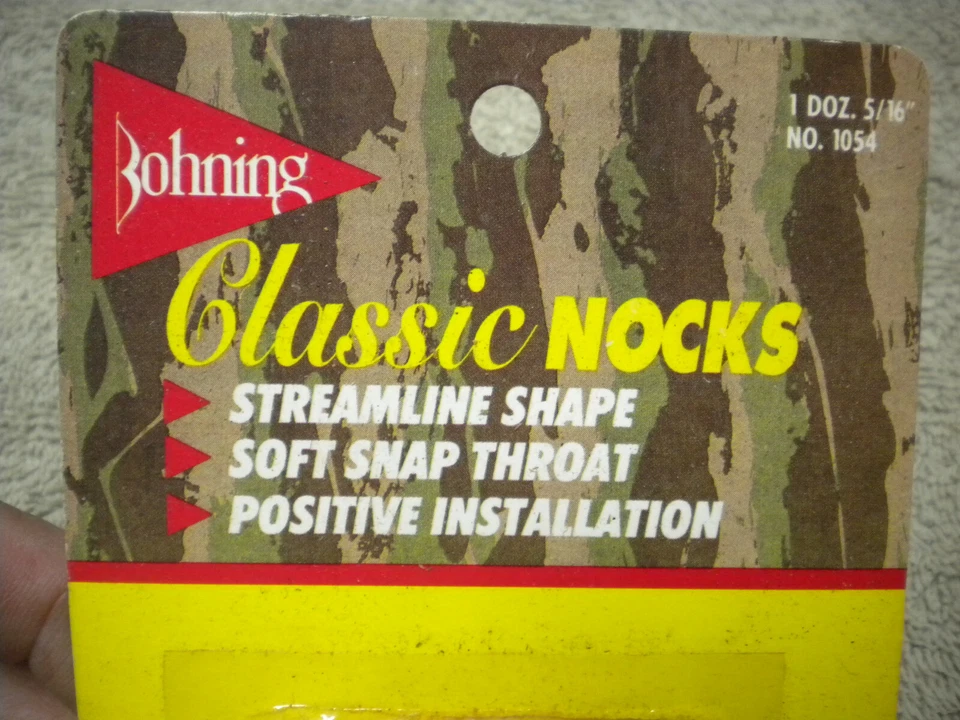 Bohning
1 DOZ. 5/16"
NO. 1054
Classic NOCKS
STREAMLINE SHAPE
SOFT SNAP THROAT
POSITIVE INSTALLATION